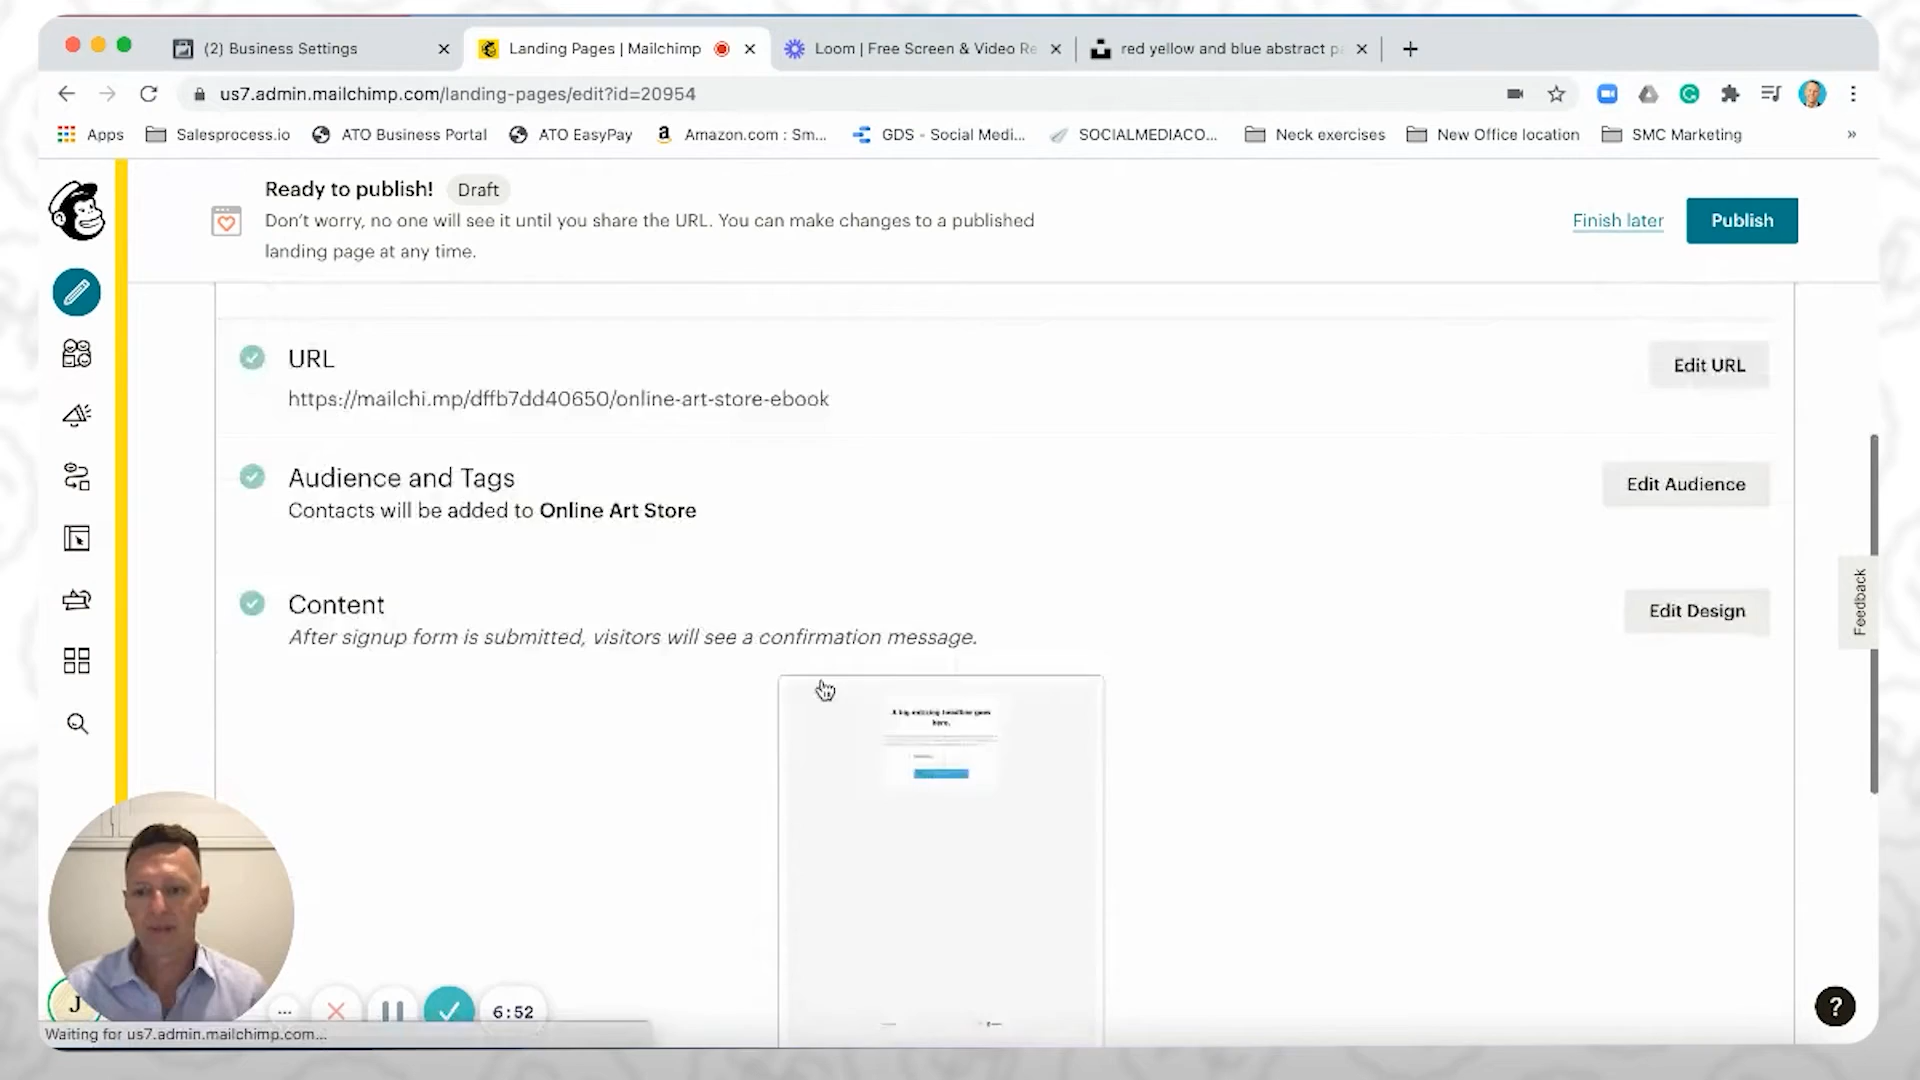 (2) Business Settings
Landing Pages | Mailchimp
Loom | Free Screen & Video Re
red yellow and blue abstract pa
us7.admin.mailchimp.com/landing-pages/edit?id=20954
Apps
Salesprocess.io
ATO Business Portal
ATO EasyPay
Amazon.com : Sm...
GDS - Social Medi...
SOCIALMEDIACO...
Neck exercises
New Office location
SMC Marketing
»
Ready to publish!
Draft
Don't worry, no one will see it until you share the URL. You can make changes to a published
landing page at any time.
Finish later
Publish
URL
https://mailchi.mp/dffb7dd40650/online-art-store-ebook
Edit URL
Audience and Tags
Contacts will be added to Online Art Store
Edit Audience
Content
After signup form is submitted, visitors will see a confirmation message.
Edit Design
Feedback
A big enticing headline goes
here.
J
...
6:52
?
Waiting for us7.admin.mailchimp.com...